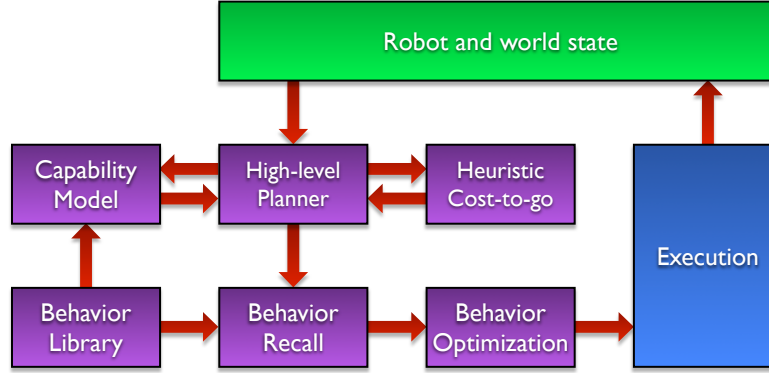 Robot and world state
Capability
Model
High-level
Planner
Heuristic
Cost-to-go
Execution
Behavior
Library
Behavior
Recall
Behavior
Optimization